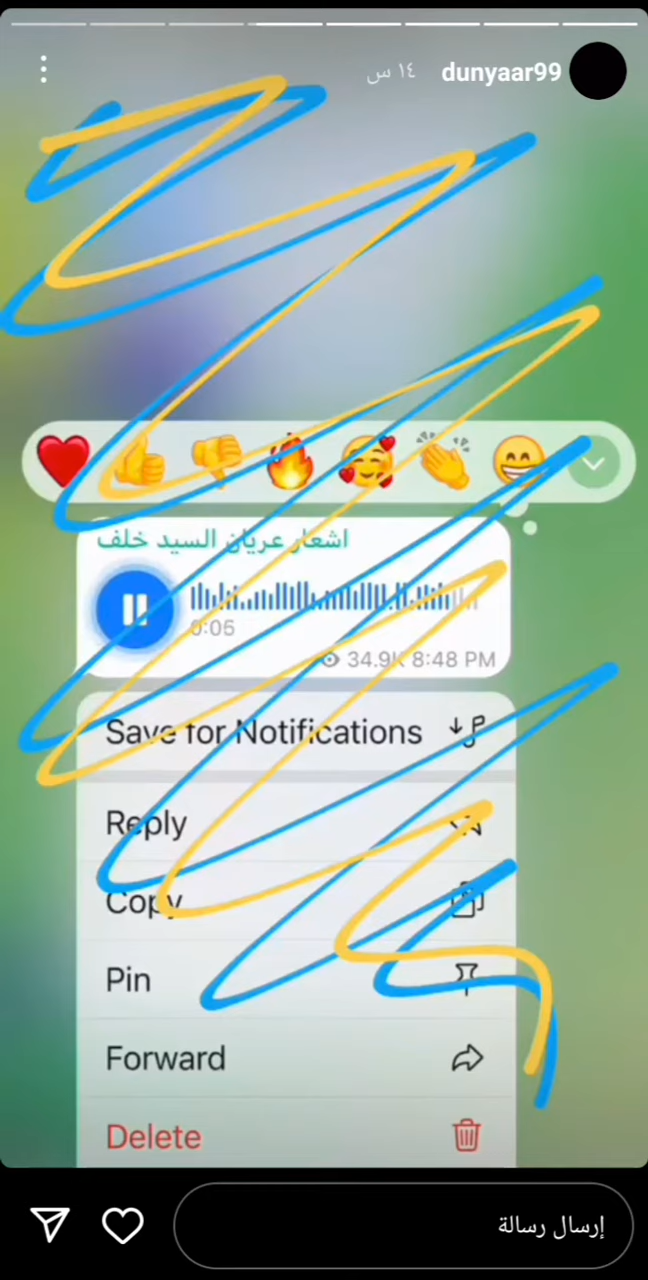 dunyaar99 ١٤ س
اشعار عريان السيد خلف
0:05
34.9K 8:48 PM
Save for Notifications
Reply
Copy
Pin
Forward
Delete
إرسال رسالة